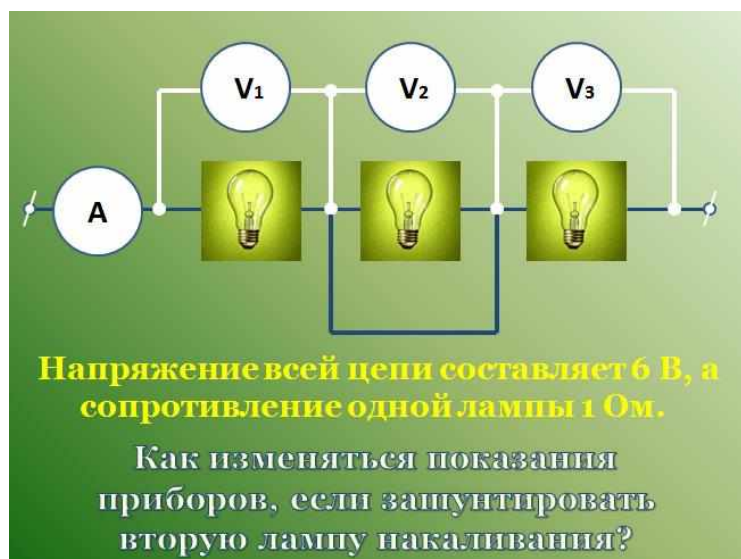 V1 V2 V3
A
Напряжение всей цепи составляет 6 В, а
сопротивление одной лампы 1 Ом.
Как изменяться показания
приборов, если зашунтировать
вторую лампу накаливания?